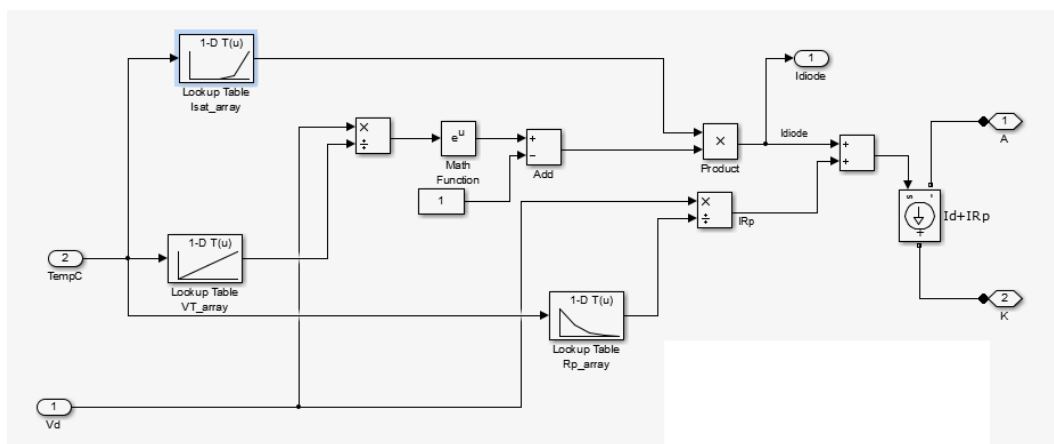 1-D T(u)
Lookup Table
Isat_array
1
Idiode
×
÷
e^u
Math
Function
+
−
Add
1
×
Product
Idiode
+
+
1
A
×
÷
IRp
Id+IRp
2
TempC
1-D T(u)
Lookup Table
VT_array
1-D T(u)
Lookup Table
Rp_array
2
K
1
Vd